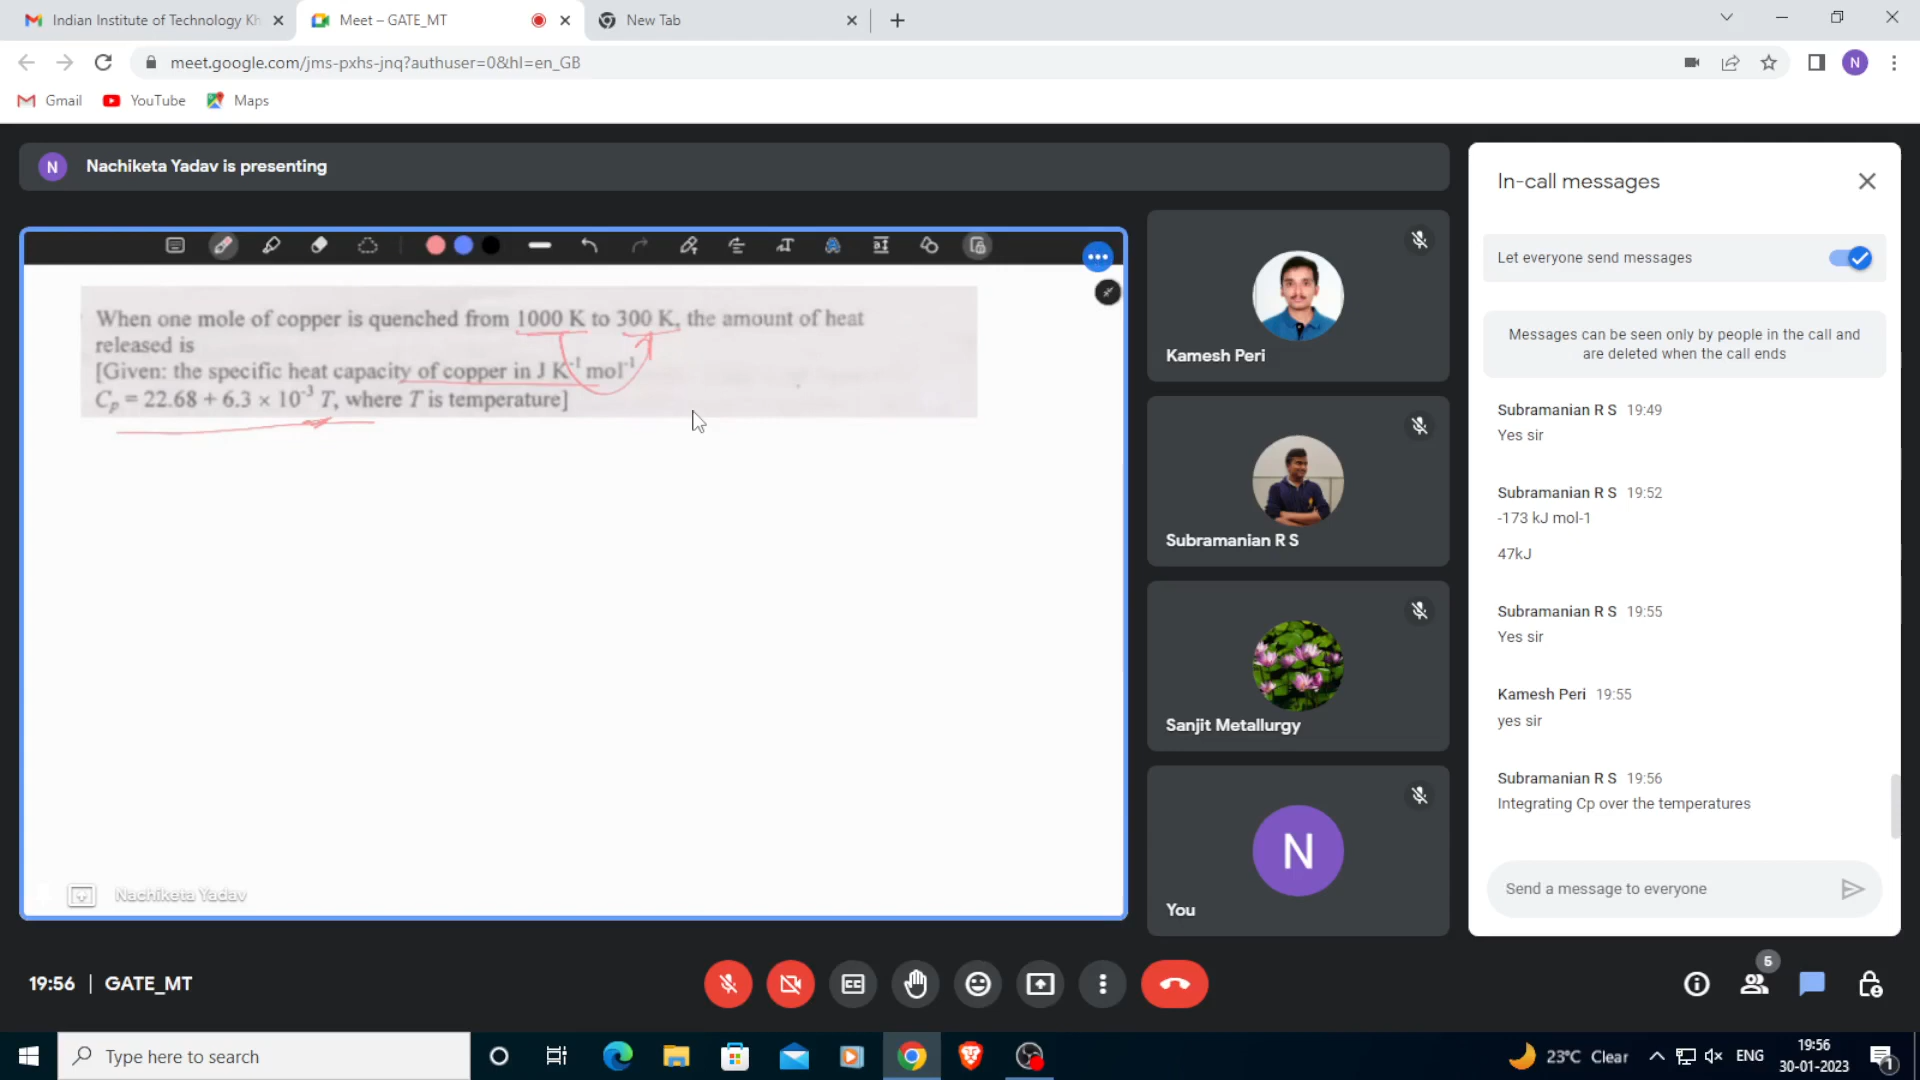 Indian Institute of Technology Kh
Meet – GATE_MT
New Tab
meet.google.com/jms-pxhs-jnq?authuser=0&hl=en_GB
N
Gmail
YouTube
Maps
N
Nachiketa Yadav is presenting
When one mole of copper is quenched from 1000 K to 300 K, the amount of heat
released is
[Given: the specific heat capacity of copper in J K⁻¹ mol⁻¹
Cₚ = 22.68 + 6.3 × 10⁻³ T, where T is temperature]
Nachiketa Yadav
Kamesh Peri
Subramanian R S
Sanjit Metallurgy
N
You
In-call messages
Let everyone send messages
Messages can be seen only by people in the call and
are deleted when the call ends
Subramanian R S 19:49
Yes sir
Subramanian R S 19:52
-173 kJ mol-1
47kJ
Subramanian R S 19:55
Yes sir
Kamesh Peri 19:55
yes sir
Subramanian R S 19:56
Integrating Cp over the temperatures
Send a message to everyone
19:56 | GATE_MT
5
Type here to search
23°C Clear
ENG
19:56
30-01-2023
1